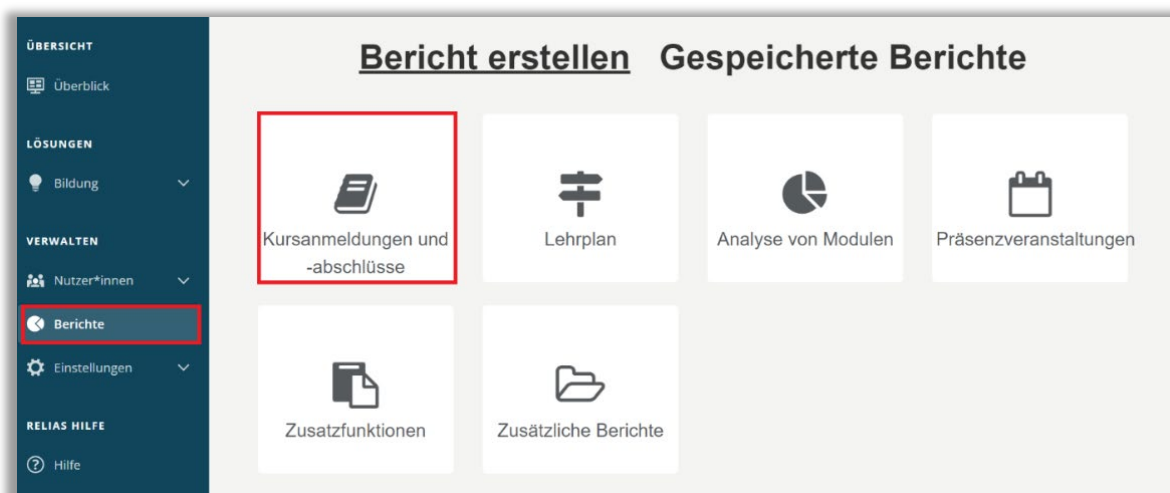 ÜBERSICHT
Überblick
LÖSUNGEN
Bildung
VERWALTEN
Nutzer*innen
Berichte
Einstellungen
RELIAS HILFE
Hilfe
Bericht erstellen Gespeicherte Berichte
Kursanmeldungen und
-abschlüsse
Lehrplan
Analyse von Modulen
Präsenzveranstaltungen
Zusatzfunktionen
Zusätzliche Berichte